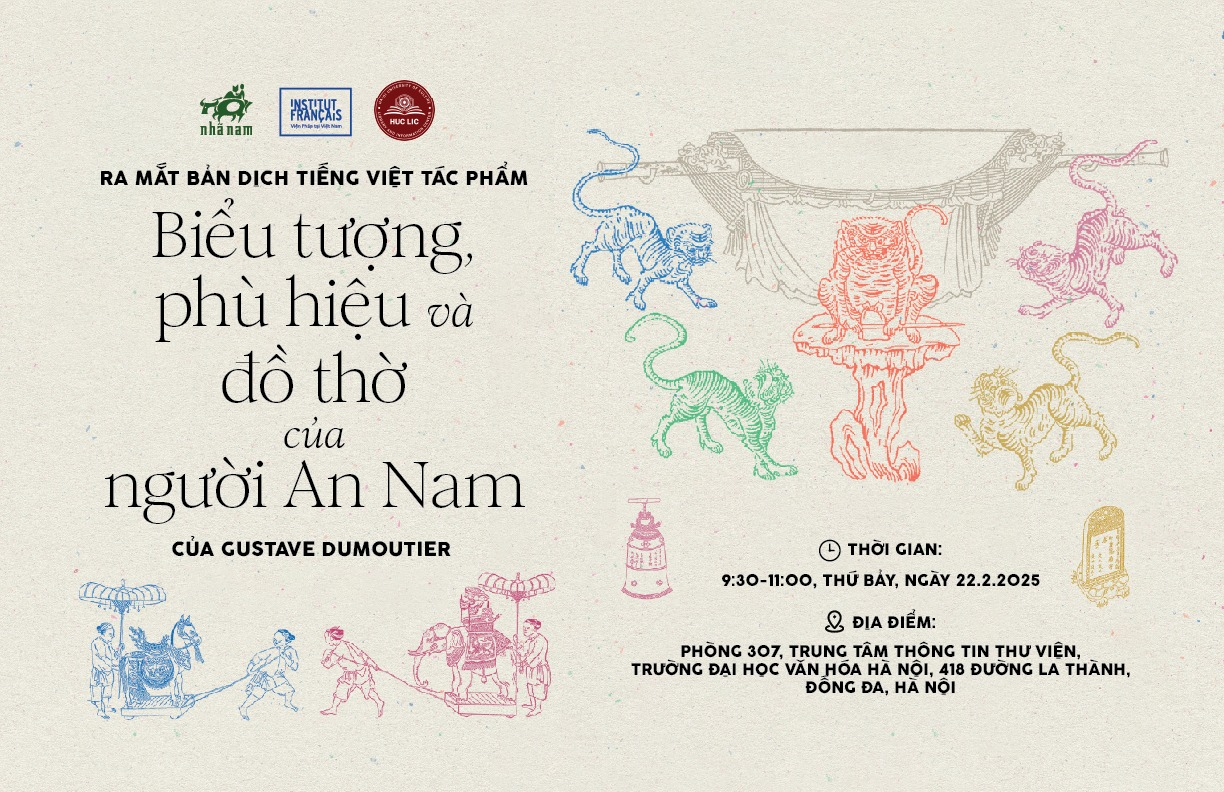 nhã nam
INSTITUT
FRANÇAIS
Viện Pháp tại Việt Nam
HUC LIC
RA MẮT BẢN DỊCH TIẾNG VIỆT TÁC PHẨM
Biểu tượng,
phù hiệu và
đồ thờ
của
người An Nam
CỦA GUSTAVE DUMOUTIER
THỜI GIAN:
9:30-11:00, THỨ BẢY, NGÀY 22.2.2025
ĐỊA ĐIỂM:
PHÒNG 307, TRUNG TÂM THÔNG TIN THƯ VIỆN,
TRƯỜNG ĐẠI HỌC VĂN HÓA HÀ NỘI, 418 ĐƯỜNG LA THÀNH,
ĐỐNG ĐA, HÀ NỘI